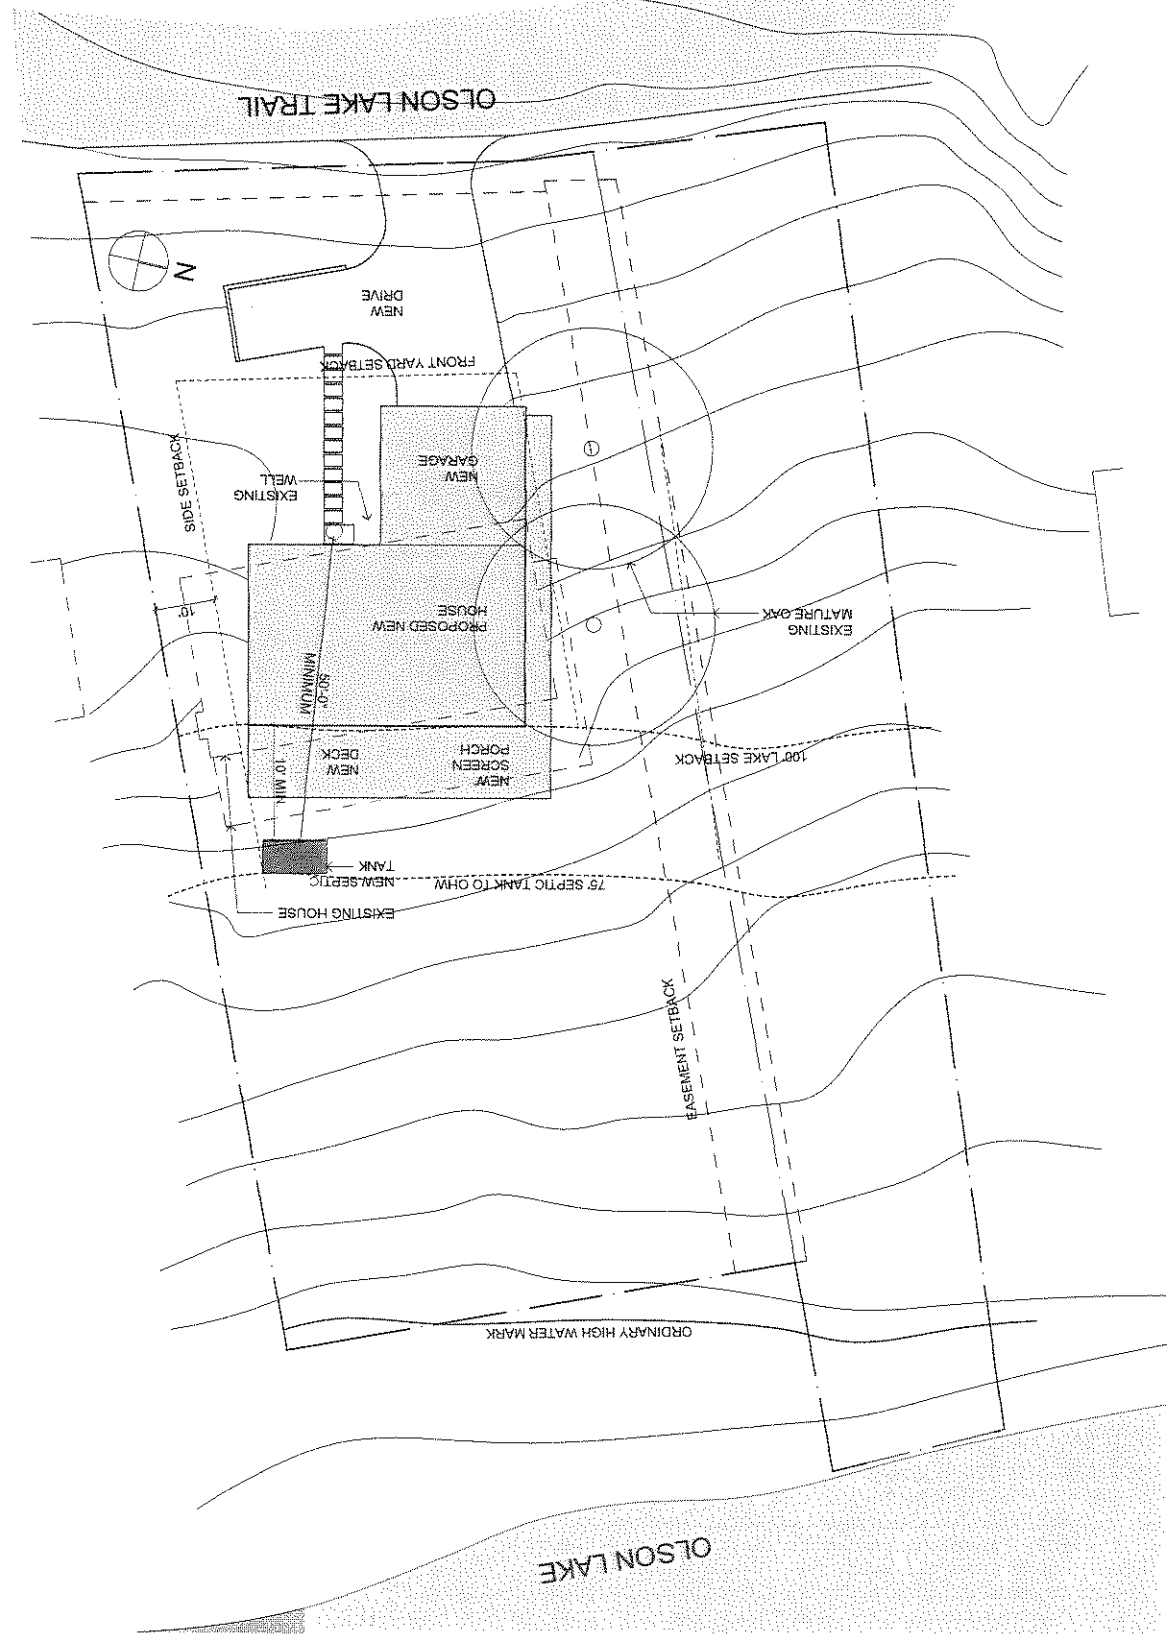 OLSON LAKE TRAIL
N
NEW
DRIVE
FRONT YARD SETBACK
SIDE SETBACK
EXISTING
WELL
NEW
GARAGE
10'
PROPOSED NEW
HOUSE
EXISTING
MATURE OAK
50'-0"
MINIMUM
NEW
DECK
NEW
SCREEN
PORCH
100' LAKE SETBACK
10' MIN.
NEW SEPTIC
TANK
75' SEPTIC TANK TO OHW
EXISTING HOUSE
EASEMENT SETBACK
ORDINARY HIGH WATER MARK
OLSON LAKE